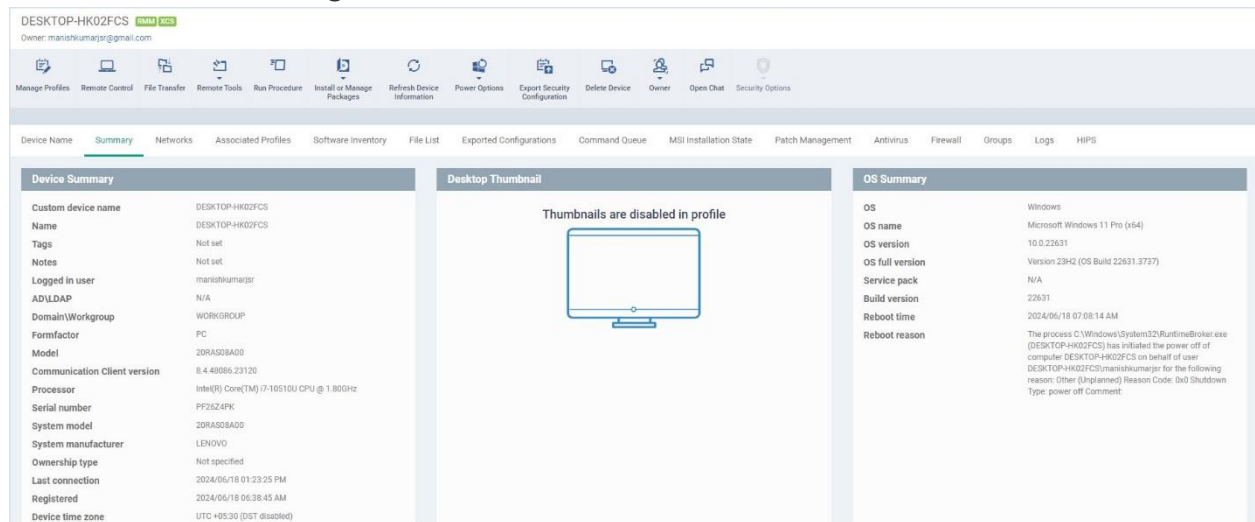 DESKTOP-HK02FCS RMM XCS
Owner: manishkumarjsr@gmail.com
Manage Profiles
Remote Control
File Transfer
Remote Tools
Run Procedure
Install or Manage
Packages
Refresh Device
Information
Power Options
Export Security
Configuration
Delete Device
Owner
Open Chat
Security Options
Device Name Summary Networks Associated Profiles Software Inventory File List Exported Configurations Command Queue MSI Installation State Patch Management Antivirus Firewall Groups Logs HIPS
Device Summary
Custom device name DESKTOP-HK02FCS
Name DESKTOP-HK02FCS
Tags Not set
Notes Not set
Logged in user manishkumarjsr
AD\LDAP N/A
Domain\Workgroup WORKGROUP
Formfactor PC
Model 20RAS08A00
Communication Client version 8.4.48086.23120
Processor Intel(R) Core(TM) i7-10510U CPU @ 1.80GHz
Serial number PF26Z4PK
System model 20RAS08A00
System manufacturer LENOVO
Ownership type Not specified
Last connection 2024/06/18 01:23:25 PM
Registered 2024/06/18 06:38:45 AM
Device time zone UTC +05:30 (DST disabled)
Desktop Thumbnail
Thumbnails are disabled in profile
OS Summary
OS Windows
OS name Microsoft Windows 11 Pro (x64)
OS version 10.0.22631
OS full version Version 23H2 (OS Build 22631.3737)
Service pack N/A
Build version 22631
Reboot time 2024/06/18 07:08:14 AM
Reboot reason The process C:\Windows\System32\RuntimeBroker.exe
(DESKTOP-HK02FCS) has initiated the power off of
computer DESKTOP-HK02FCS on behalf of user
DESKTOP-HK02FCS\manishkumarjsr for the following
reason: Other (Unplanned) Reason Code: 0x0 Shutdown
Type: power off Comment: